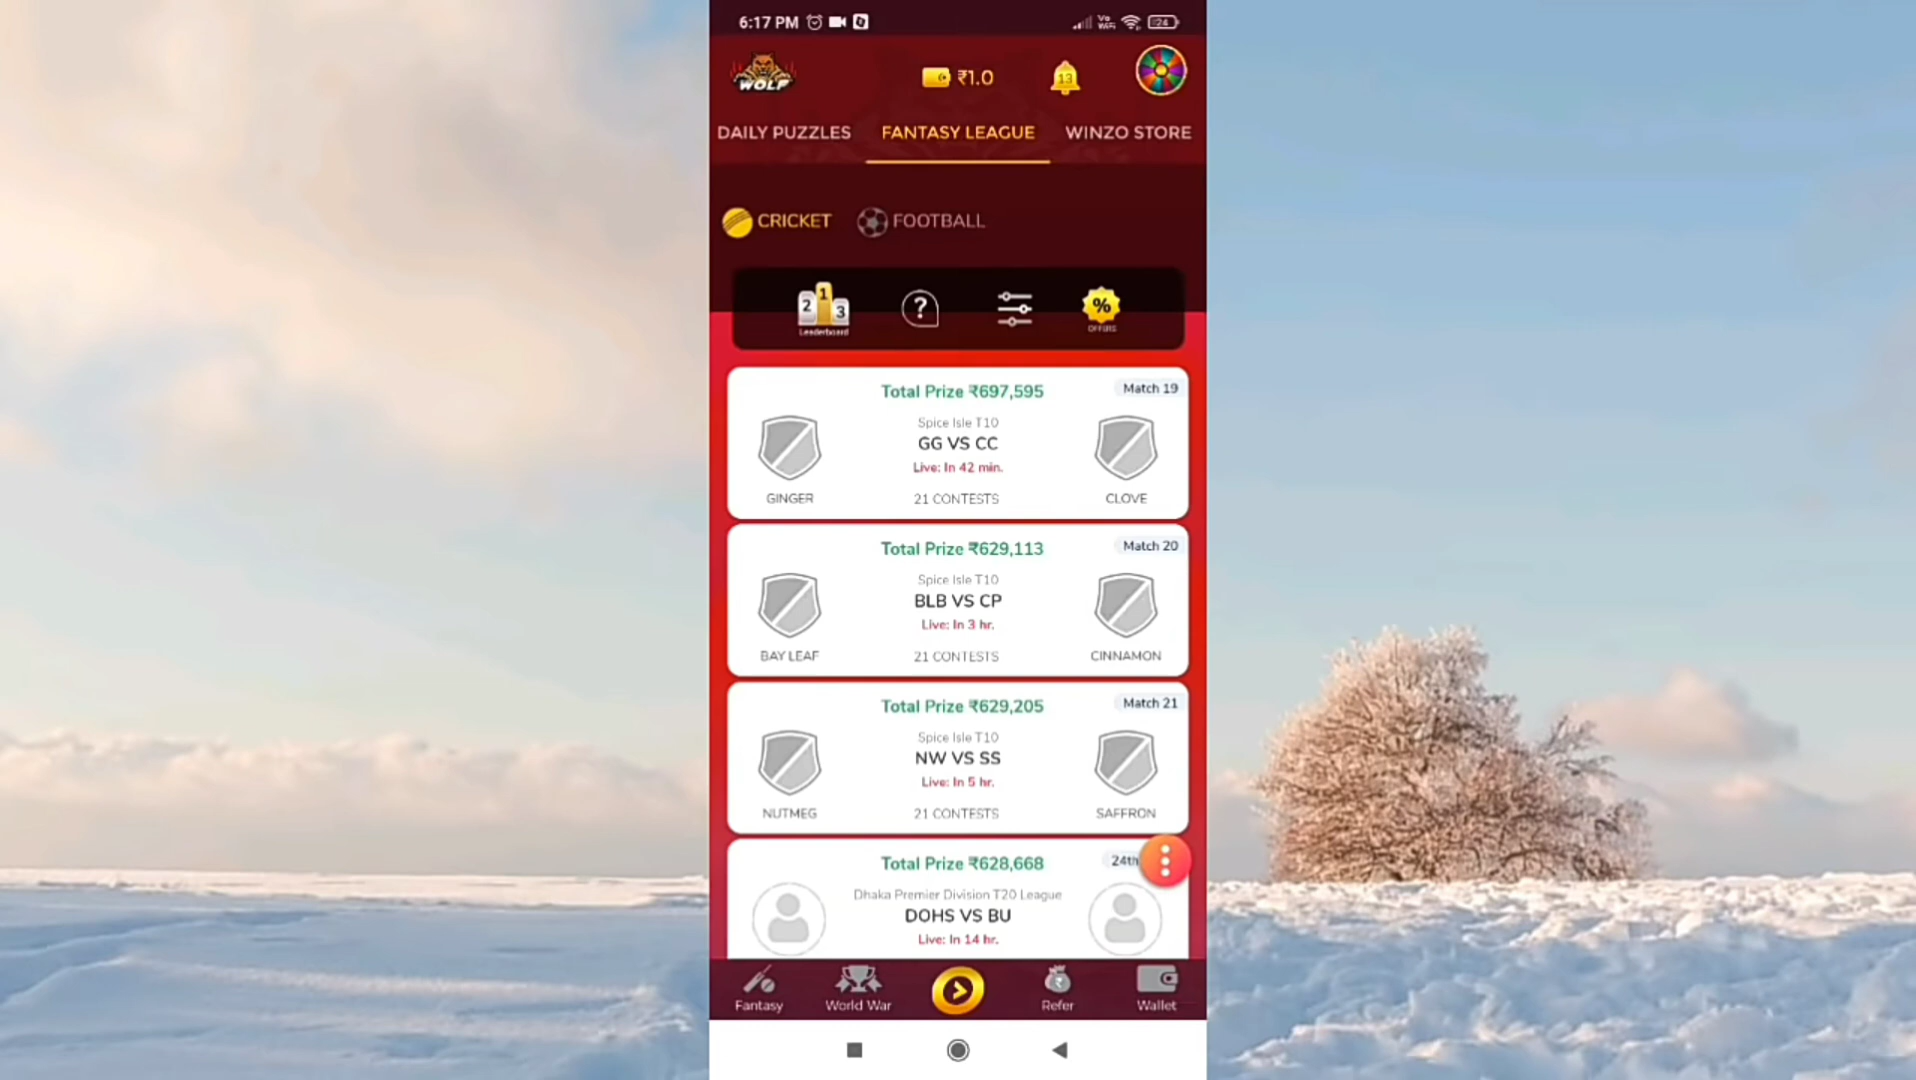 6:17 PM
Vo
WiFi
24
WOLF
₹1.0
13
DAILY PUZZLES
FANTASY LEAGUE
WINZO STORE
CRICKET
FOOTBALL
2
1
3
Leaderboard
?
%
OFFERS
Total Prize ₹697,595
Match 19
Spice Isle T10
GG VS CC
Live: In 42 min.
GINGER
21 CONTESTS
CLOVE
Total Prize ₹629,113
Match 20
Spice Isle T10
BLB VS CP
Live: In 3 hr.
BAY LEAF
21 CONTESTS
CINNAMON
Total Prize ₹629,205
Match 21
Spice Isle T10
NW VS SS
Live: In 5 hr.
NUTMEG
21 CONTESTS
SAFFRON
Total Prize ₹628,668
24th
Dhaka Premier Division T20 League
DOHS VS BU
Live: In 14 hr.
Fantasy
World War
Refer
Wallet